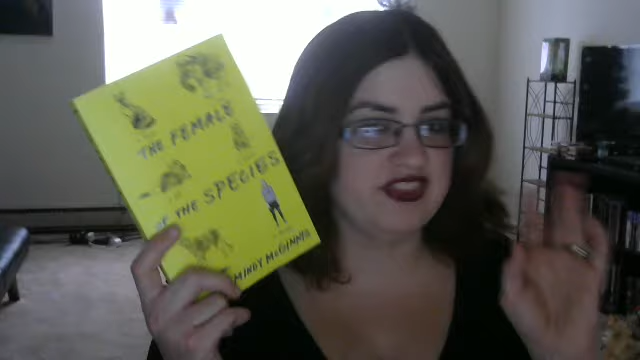 THE FEMALE
OF THE SPECIES
MINDY McGINNIS